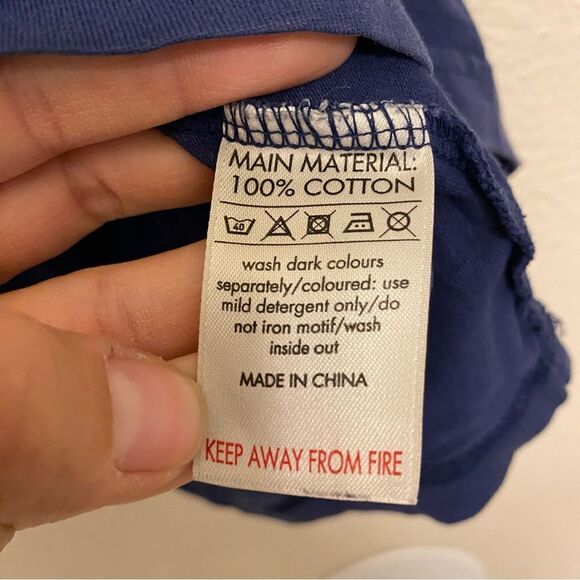 MAIN MATERIAL:
100% COTTON
40
wash dark colours
separately/coloured: use
mild detergent only/do
not iron motif/wash
inside out
MADE IN CHINA
KEEP AWAY FROM FIRE